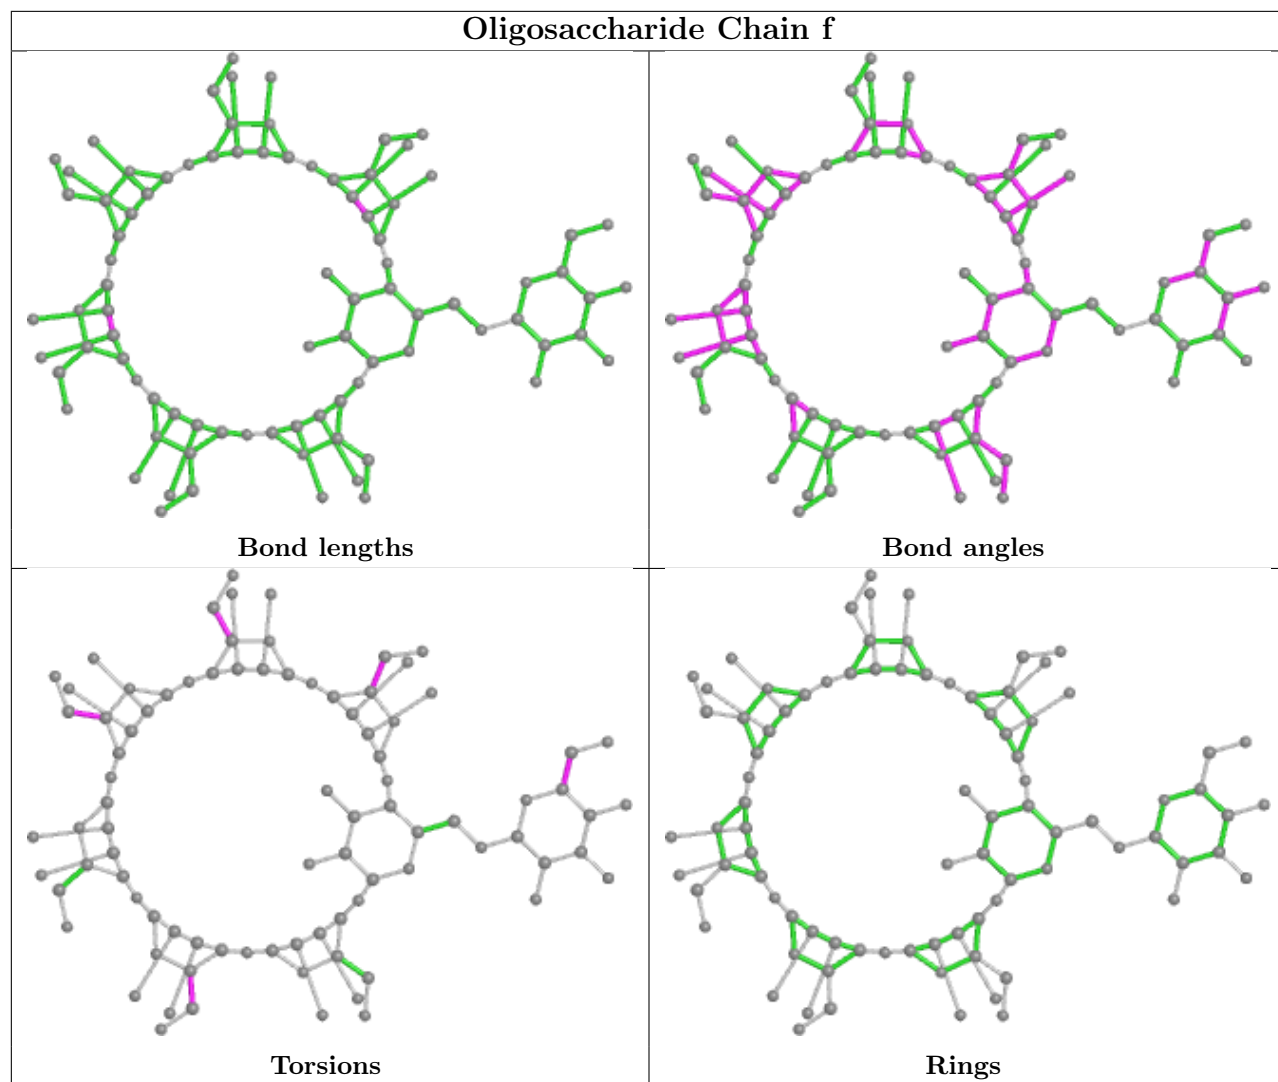 Oligosaccharide Chain f
Bond lengths
Bond angles
Torsions
Rings